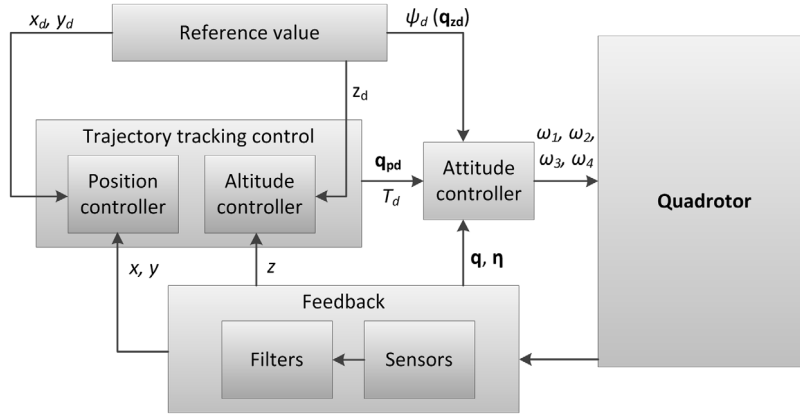 x_d, y_d
Reference value
ψ_d (q_zd)
z_d
Trajectory tracking control
Position
controller
Altitude
controller
q_pd
T_d
Attitude
controller
ω_1, ω_2,
ω_3, ω_4
Quadrotor
x, y
z
q, η
Feedback
Filters
Sensors